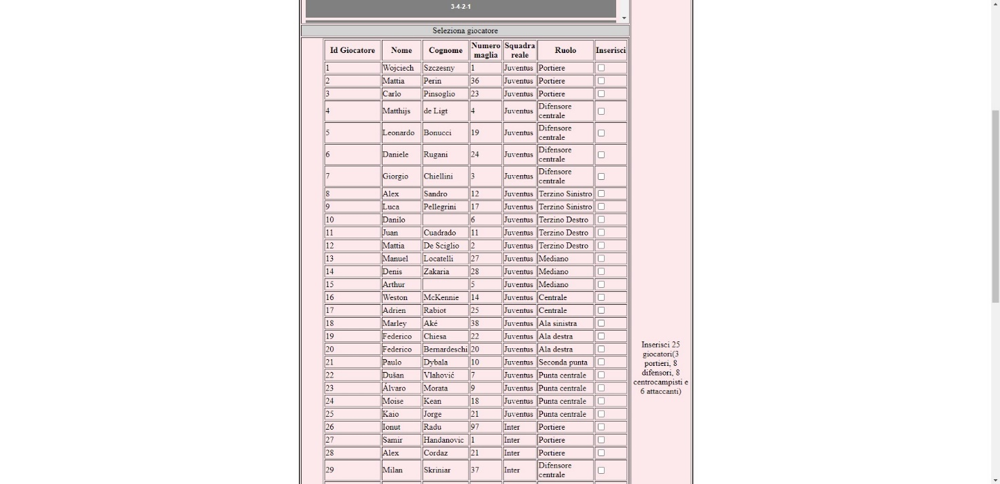 3-4-2-1
Seleziona giocatore
Id Giocatore Nome Cognome Numero maglia Squadra reale Ruolo Inserisci
1 Wojciech Szczesny 1 Juventus Portiere
2 Mattia Perin 36 Juventus Portiere
3 Carlo Pinsoglio 23 Juventus Portiere
4 Matthijs de Ligt 4 Juventus Difensore centrale
5 Leonardo Bonucci 19 Juventus Difensore centrale
6 Daniele Rugani 24 Juventus Difensore centrale
7 Giorgio Chiellini 3 Juventus Difensore centrale
8 Alex Sandro 12 Juventus Terzino Sinistro
9 Luca Pellegrini 17 Juventus Terzino Sinistro
10 Danilo 6 Juventus Terzino Destro
11 Juan Cuadrado 11 Juventus Terzino Destro
12 Mattia De Sciglio 2 Juventus Terzino Destro
13 Manuel Locatelli 27 Juventus Mediano
14 Denis Zakaria 28 Juventus Mediano
15 Arthur 5 Juventus Mediano
16 Weston McKennie 14 Juventus Centrale
17 Adrien Rabiot 25 Juventus Centrale
18 Marley Aké 38 Juventus Ala sinistra
19 Federico Chiesa 22 Juventus Ala destra
20 Federico Bernardeschi 20 Juventus Ala destra
21 Paulo Dybala 10 Juventus Seconda punta
22 Dušan Vlahović 7 Juventus Punta centrale
23 Álvaro Morata 9 Juventus Punta centrale
24 Moise Kean 18 Juventus Punta centrale
25 Kaio Jorge 21 Juventus Punta centrale
26 Ionut Radu 97 Inter Portiere
27 Samir Handanovic 1 Inter Portiere
28 Alex Cordaz 21 Inter Portiere
29 Milan Skriniar 37 Inter Difensore centrale
Inserisci 25
giocatori(3
portieri, 8
difensori, 8
centrocampisti e
6 attaccanti)